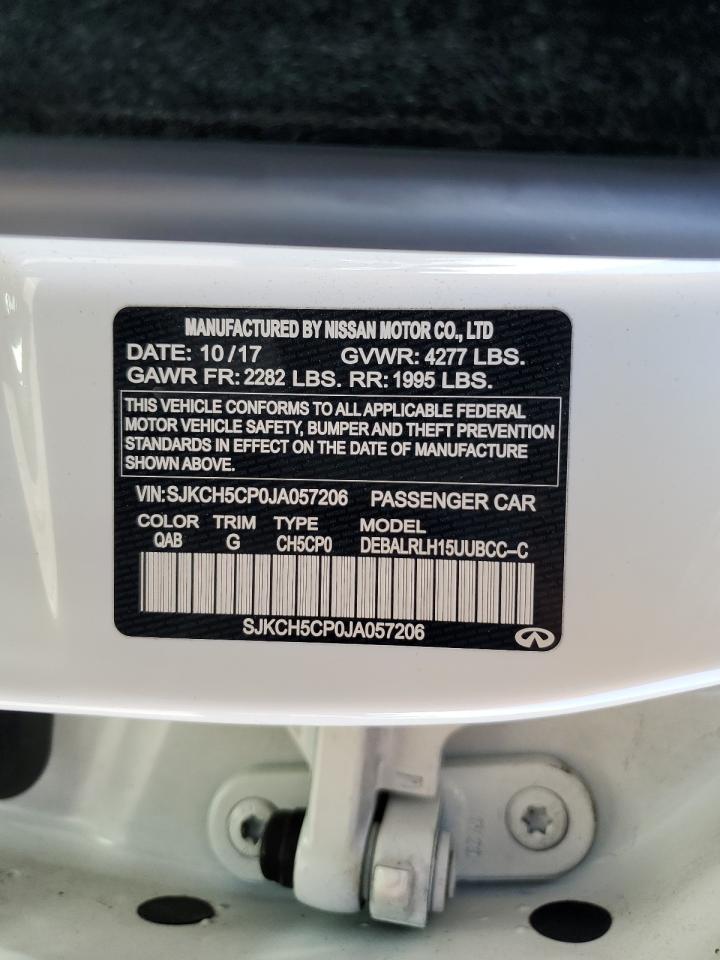 MANUFACTURED BY NISSAN MOTOR CO., LTD
DATE: 10/17 GVWR: 4277 LBS.
GAWR FR: 2282 LBS. RR: 1995 LBS.
THIS VEHICLE CONFORMS TO ALL APPLICABLE FEDERAL
MOTOR VEHICLE SAFETY, BUMPER AND THEFT PREVENTION
STANDARDS IN EFFECT ON THE DATE OF MANUFACTURE
SHOWN ABOVE.
VIN: SJKCH5CP0JA057206 PASSENGER CAR
COLOR TRIM TYPE MODEL
QAB G CH5CP0 DEBALRLH15UUBCC-C
SJKCH5CP0JA057206